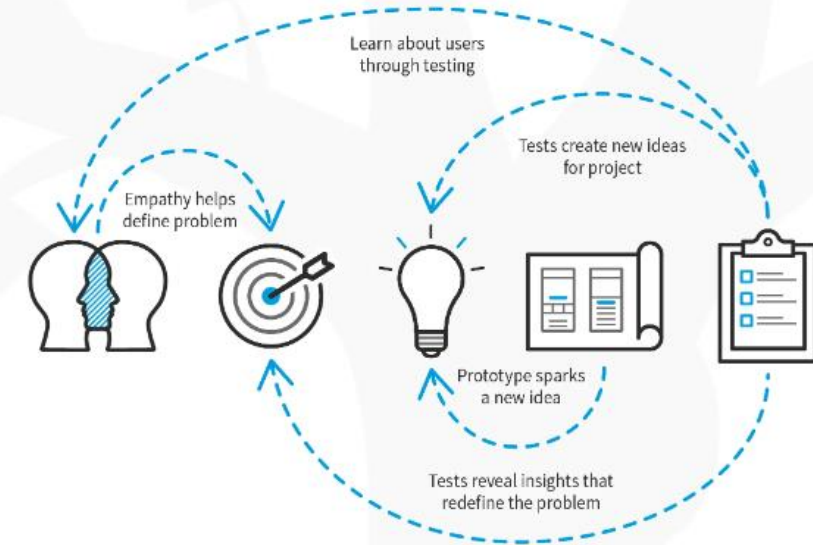 Learn about users
through testing
Tests create new ideas
for project
Empathy helps
define problem
Prototype sparks
a new idea
Tests reveal insights that
redefine the problem